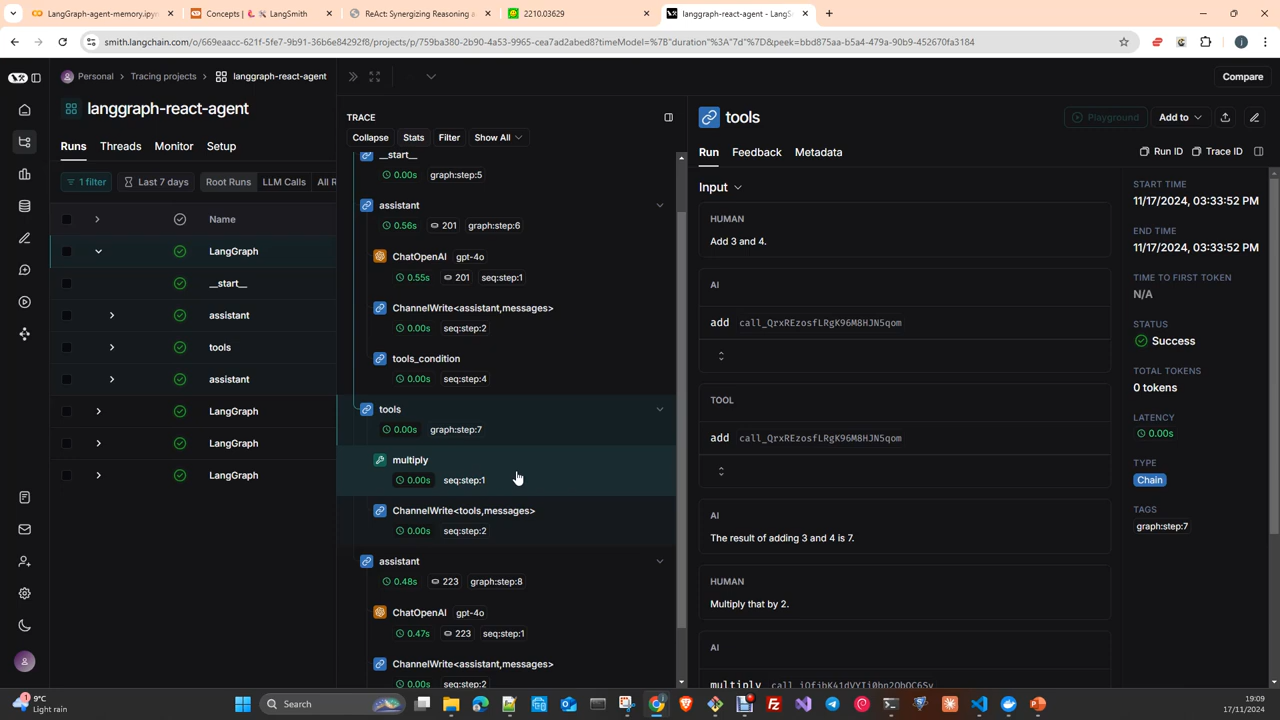 LangGraph-agent-memory.ipyn
Concepts | LangSmith
ReAct: Synergizing Reasoning a
2210.03629
langgraph-react-agent - LangS
smith.langchain.com/o/669eaacc-621f-5fe7-9b91-36b6e84292f8/projects/p/759ba380-2b90-4a53-9965-cea7ad2abed8?timeModel=%7B"duration"%3A"7d"%7D&peek=bbd875aa-b5a4-479a-90b9-452670fa3184
Personal > Tracing projects > langgraph-react-agent
Compare
langgraph-react-agent
Runs Threads Monitor Setup
1 filter Last 7 days Root Runs LLM Calls All R
Name
LangGraph
__start__
assistant
tools
assistant
LangGraph
LangGraph
LangGraph
TRACE
Collapse Stats Filter Show All
__start__
0.00s graph:step:5
assistant
0.56s 201 graph:step:6
ChatOpenAI gpt-4o
0.55s 201 seq:step:1
ChannelWrite<assistant,messages>
0.00s seq:step:2
tools_condition
0.00s seq:step:4
tools
0.00s graph:step:7
multiply
0.00s seq:step:1
ChannelWrite<tools,messages>
0.00s seq:step:2
assistant
0.48s 223 graph:step:8
ChatOpenAI gpt-4o
0.47s 223 seq:step:1
ChannelWrite<assistant,messages>
0.00s seq:step:2
tools
Playground Add to
Run Feedback Metadata
Run ID Trace ID
Input
HUMAN
Add 3 and 4.
AI
add call_QrxREzosfLRgK96M8HJN5qom
TOOL
add call_QrxREzosfLRgK96M8HJN5qom
AI
The result of adding 3 and 4 is 7.
HUMAN
Multiply that by 2.
AI
multiply
START TIME
11/17/2024, 03:33:52 PM
END TIME
11/17/2024, 03:33:52 PM
TIME TO FIRST TOKEN
N/A
STATUS
Success
TOTAL TOKENS
0 tokens
LATENCY
0.00s
TYPE
Chain
TAGS
graph:step:7
1
9°C
Light rain
Search
19:09
17/11/2024